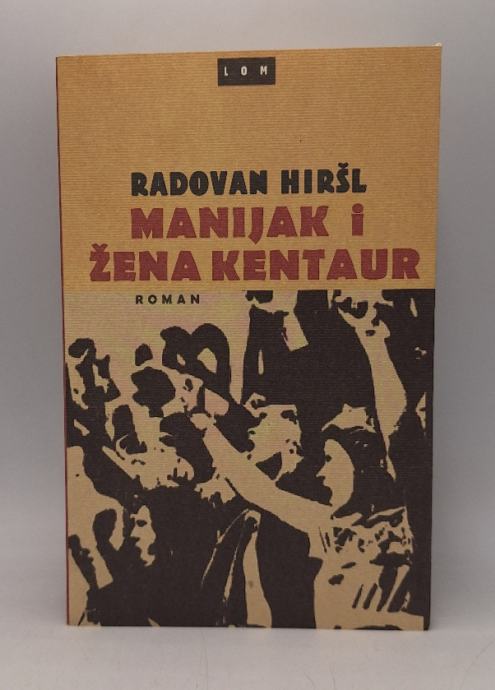 LOM
RADOVAN HIRŠL
MANIJAK i
ŽENA KENTAUR
ROMAN